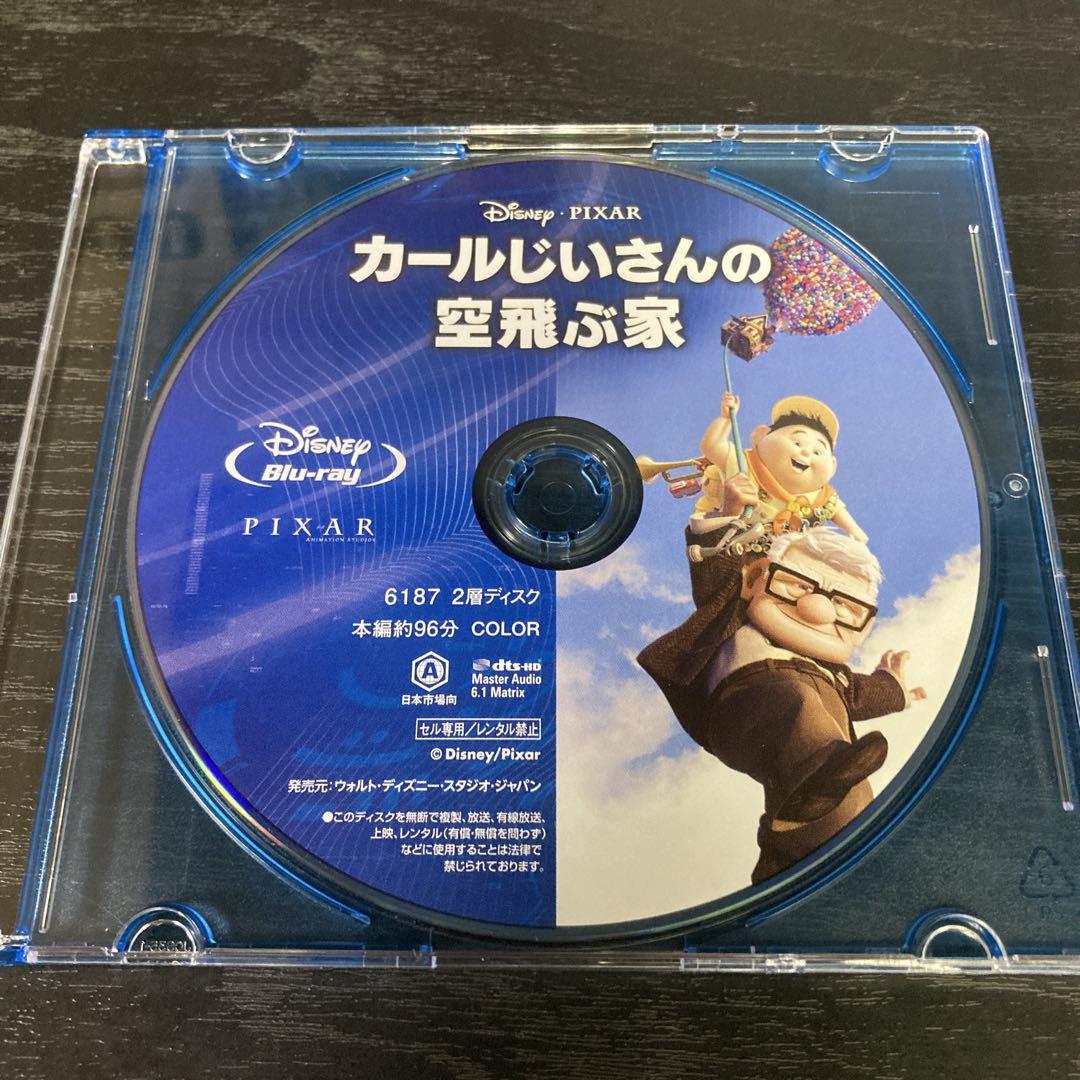 Disney · PIXAR
カールじいさんの
空飛ぶ家
Disney
Blu-ray
PIXAR
ANIMATION STUDIOS
6187 2層ディスク
本編約96分 COLOR
A
日本市場向
dts-HD
Master Audio
6.1 Matrix
セル専用/レンタル禁止
©Disney/Pixar
発売元:ウォルト・ディズニー・スタジオ・ジャパン
●このディスクを無断で複製、放送、有線放送、
上映、レンタル(有償・無償を問わず)
などに使用することは法律で
禁じられております。
6
PS